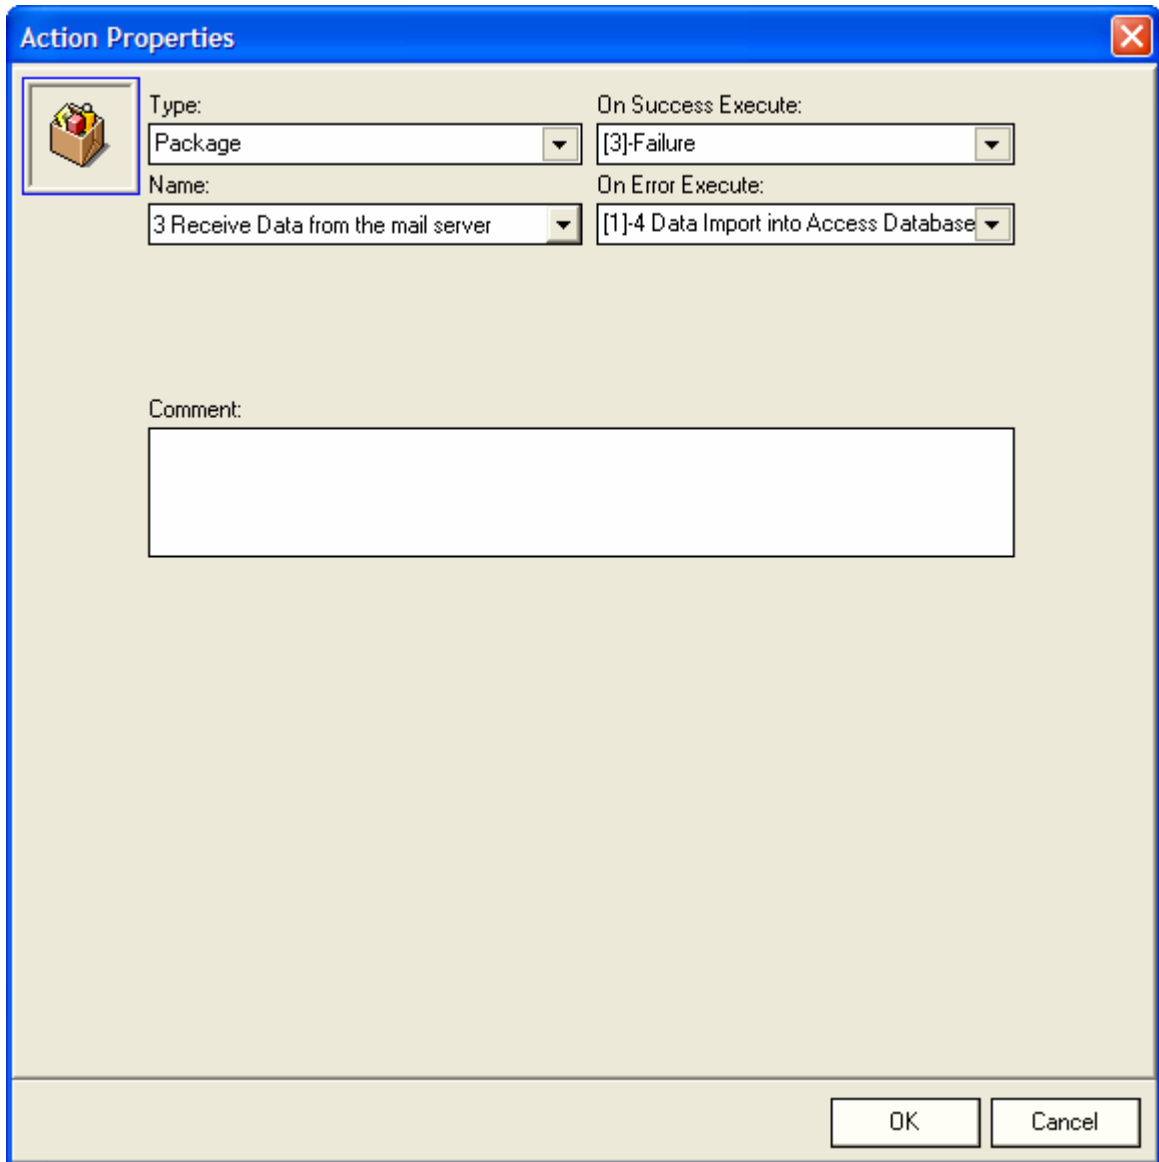 Action Properties
Type:
On Success Execute:
Package
[3]-Failure
Name:
On Error Execute:
3 Receive Data from the mail server
[1]-4 Data Import into Access Database
Comment:
OK
Cancel